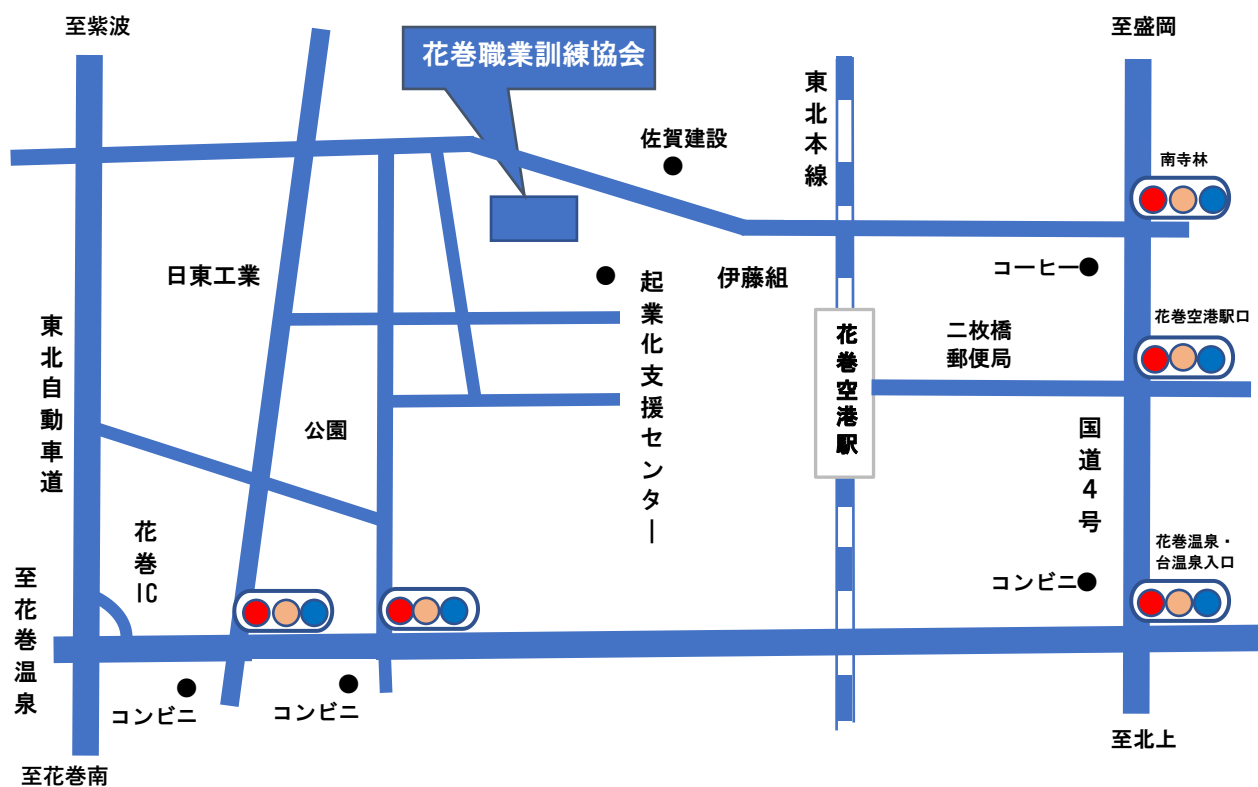 至紫波
至盛岡
花巻職業訓練協会
東北本線
佐賀建設
南寺林
日東工業
起業化支援センター
伊藤組
コーヒー
東北自動車道
花巻空港駅
二枚橋
郵便局
花巻空港駅口
公園
国道4号
花巻IC
至花巻温泉
コンビニ
花巻温泉・
台温泉入口
コンビニ
コンビニ
至北上
至花巻南